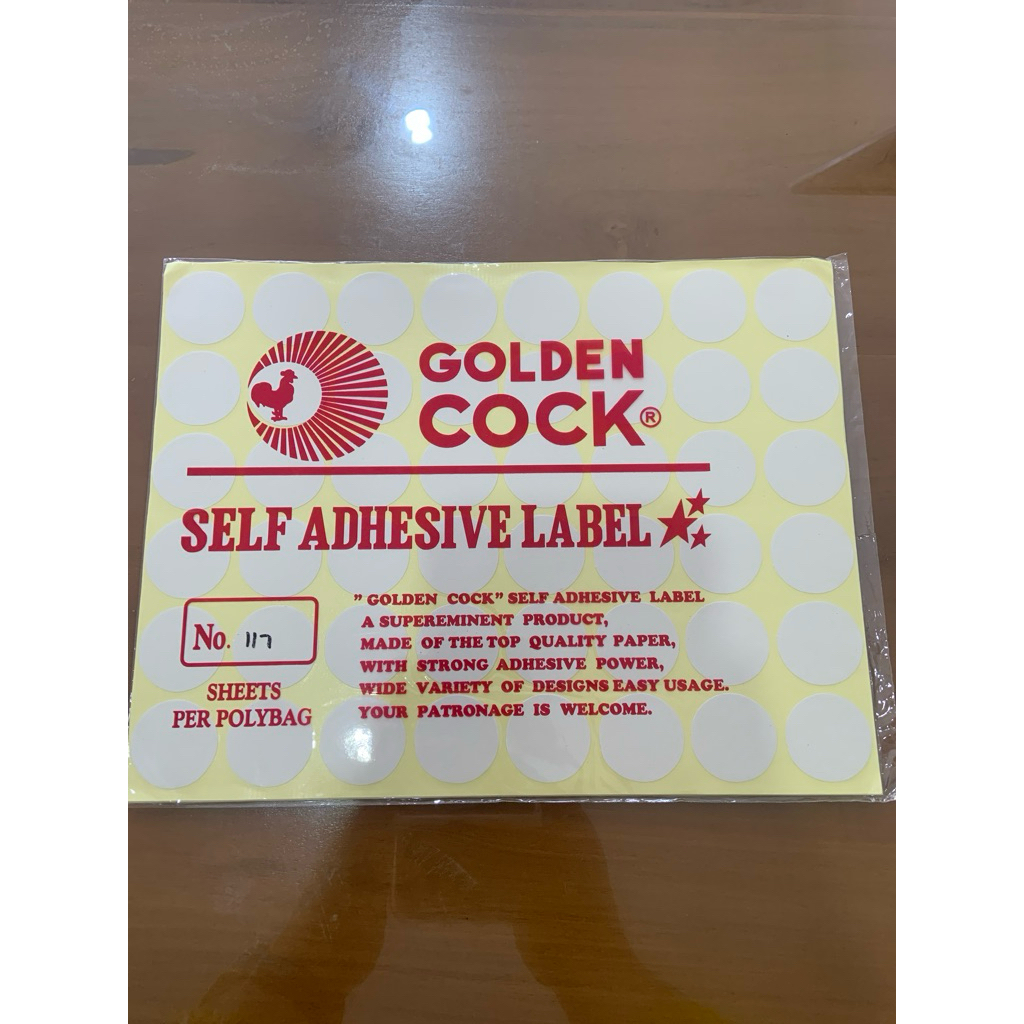 GOLDEN
COCK®
SELF ADHESIVE LABEL
No. 117
SHEETS
PER POLYBAG
" GOLDEN COCK" SELF ADHESIVE LABEL
A SUPEREMINENT PRODUCT,
MADE OF THE TOP QUALITY PAPER,
WITH STRONG ADHESIVE POWER,
WIDE VARIETY OF DESIGNS EASY USAGE.
YOUR PATRONAGE IS WELCOME.